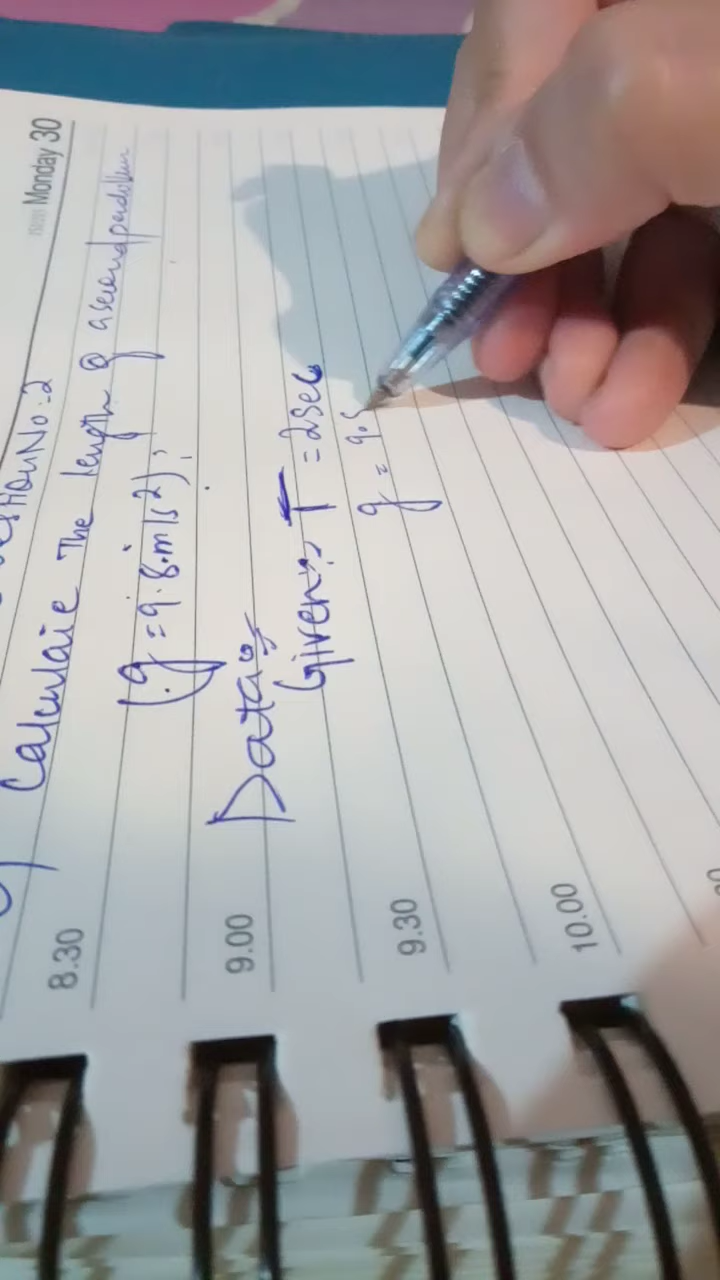 Monday 30
Question No:2
Calculate The length of a second pendulum
(g = 9.8 m/s²),
Data:
Given:- T = 2sec
g = 9.
8.30
9.00
9.30
10.00